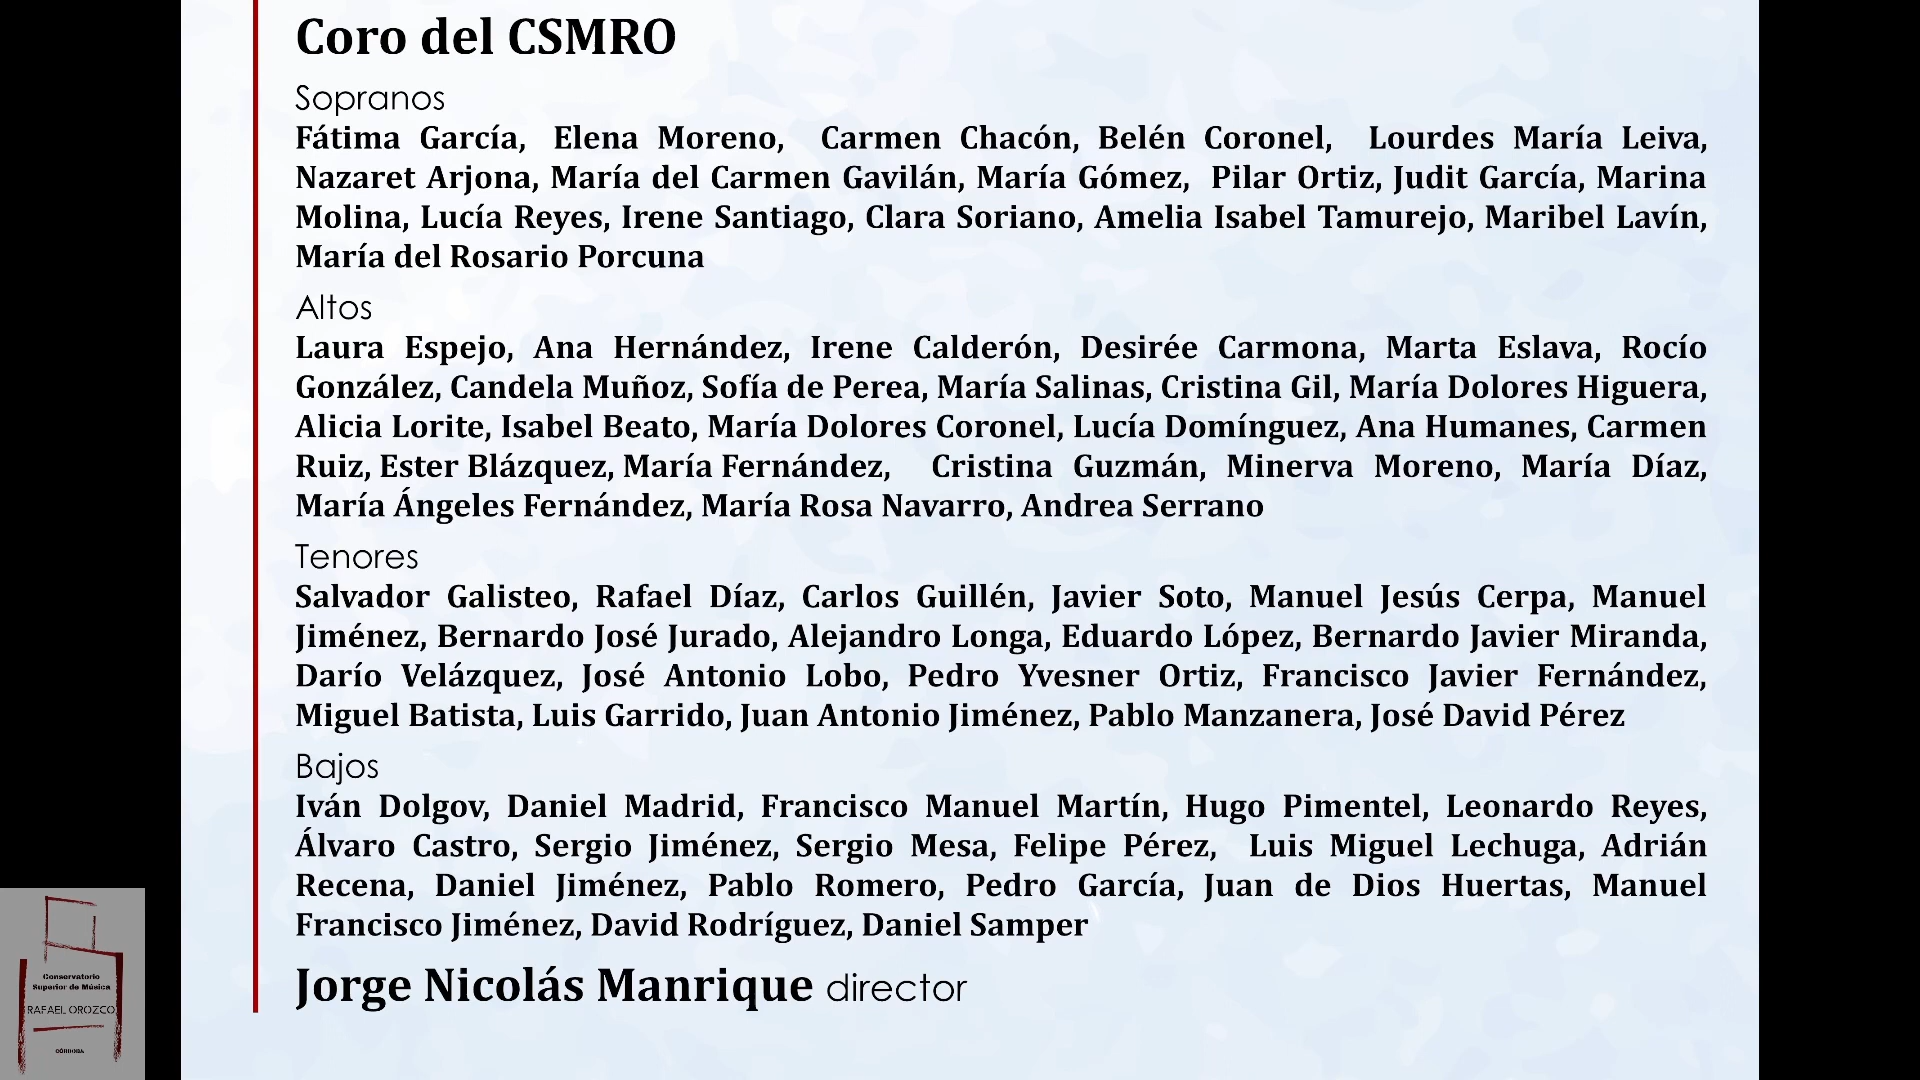 Coro del CSMRO
Sopranos
Fátima García, Elena Moreno, Carmen Chacón, Belén Coronel, Lourdes María Leiva,
Nazaret Arjona, María del Carmen Gavilán, María Gómez, Pilar Ortiz, Judit García, Marina
Molina, Lucía Reyes, Irene Santiago, Clara Soriano, Amelia Isabel Tamurejo, Maribel Lavín,
María del Rosario Porcuna
Altos
Laura Espejo, Ana Hernández, Irene Calderón, Desirée Carmona, Marta Eslava, Rocío
González, Candela Muñoz, Sofía de Perea, María Salinas, Cristina Gil, María Dolores Higuera,
Alicia Lorite, Isabel Beato, María Dolores Coronel, Lucía Domínguez, Ana Humanes, Carmen
Ruiz, Ester Blázquez, María Fernández, Cristina Guzmán, Minerva Moreno, María Díaz,
María Ángeles Fernández, María Rosa Navarro, Andrea Serrano
Tenores
Salvador Galisteo, Rafael Díaz, Carlos Guillén, Javier Soto, Manuel Jesús Cerpa, Manuel
Jiménez, Bernardo José Jurado, Alejandro Longa, Eduardo López, Bernardo Javier Miranda,
Darío Velázquez, José Antonio Lobo, Pedro Yvesner Ortiz, Francisco Javier Fernández,
Miguel Batista, Luis Garrido, Juan Antonio Jiménez, Pablo Manzanera, José David Pérez
Bajos
Iván Dolgov, Daniel Madrid, Francisco Manuel Martín, Hugo Pimentel, Leonardo Reyes,
Álvaro Castro, Sergio Jiménez, Sergio Mesa, Felipe Pérez, Luis Miguel Lechuga, Adrián
Recena, Daniel Jiménez, Pablo Romero, Pedro García, Juan de Dios Huertas, Manuel
Francisco Jiménez, David Rodríguez, Daniel Samper
Jorge Nicolás Manrique director
Conservatorio
Superior de Música
RAFAEL OROZCO
CÓRDOBA